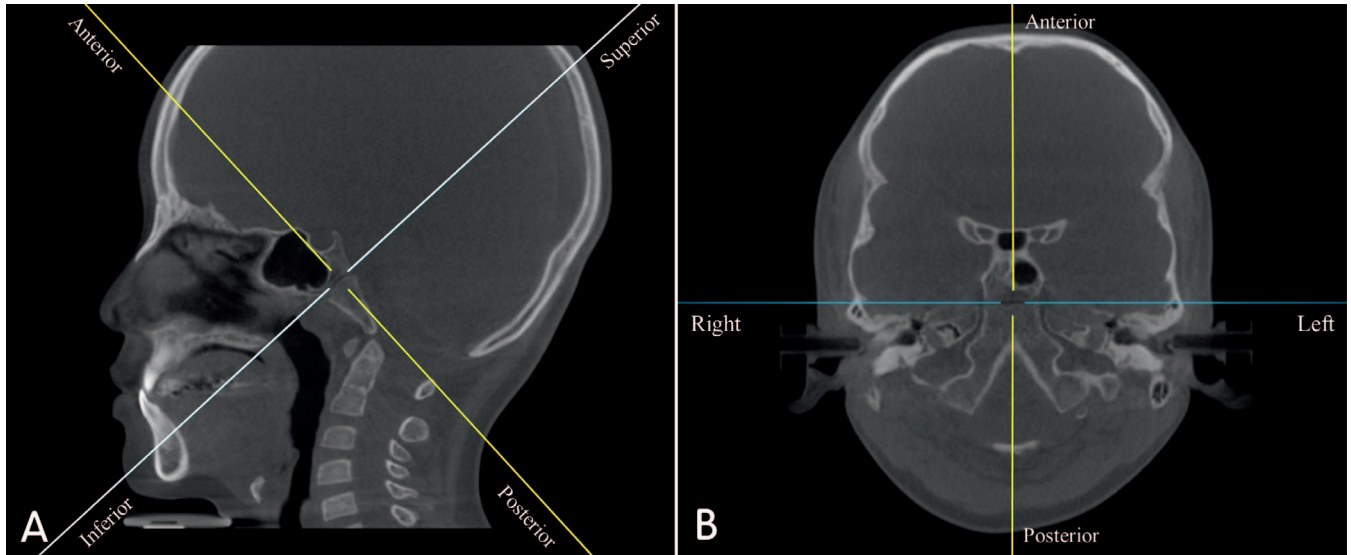 Anterior
Superior
Inferior
Posterior
A
Anterior
Right
Left
Posterior
B